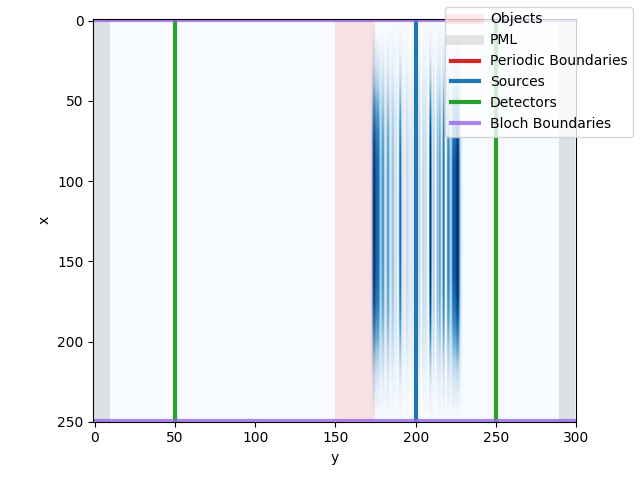 Objects
PML
Periodic Boundaries
Sources
Detectors
Bloch Boundaries
0
50
100
150
200
250
x
0 50 100 150 200 250 300
y